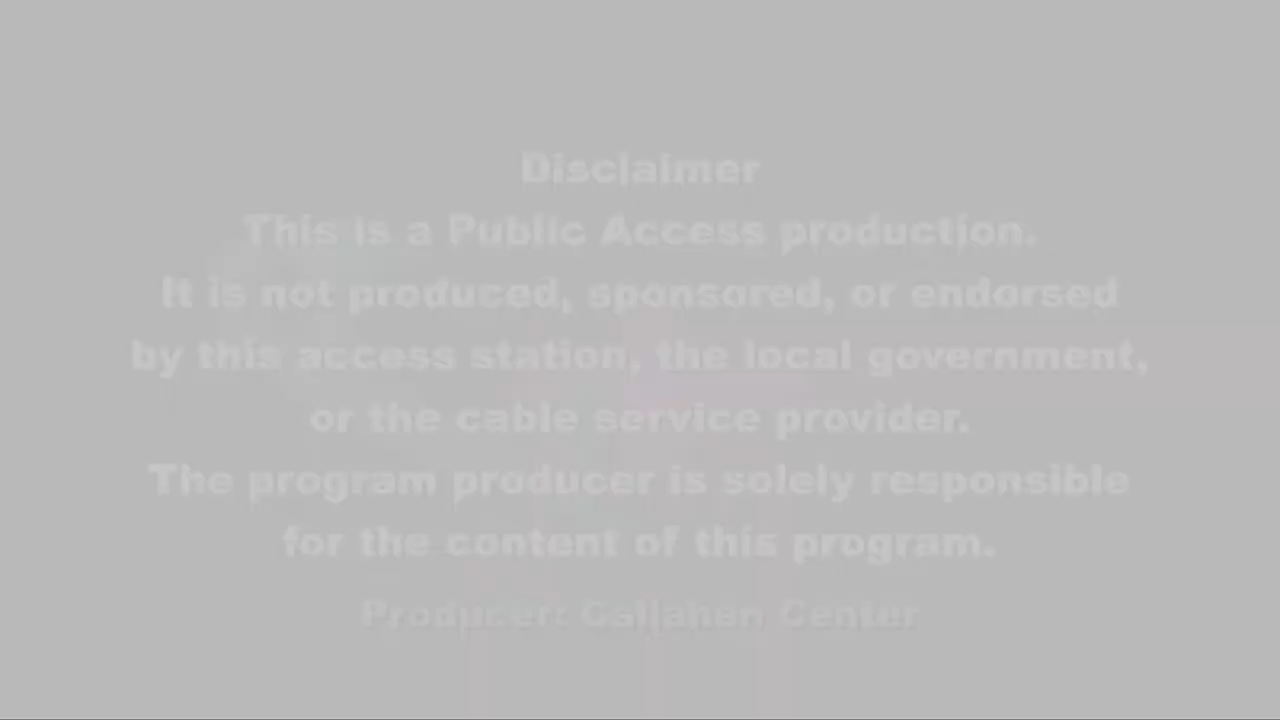 Disclaimer
This is a Public Access production.
It is not produced, sponsored, or endorsed
by this access station, the local government,
or the cable service provider.
The program producer is solely responsible
for the content of this program.
Producer: Callahan Center